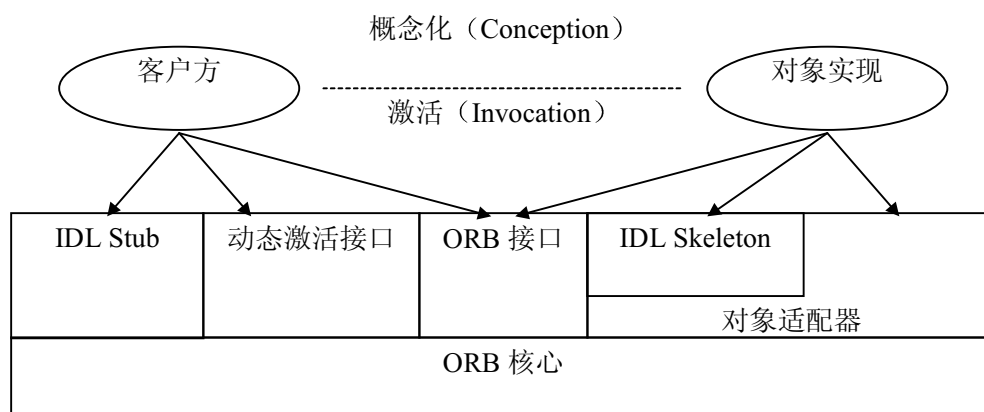 概念化（Conception）
客户方
对象实现
激活（Invocation）
IDL Stub
动态激活接口
ORB 接口
IDL Skeleton
对象适配器
ORB 核心